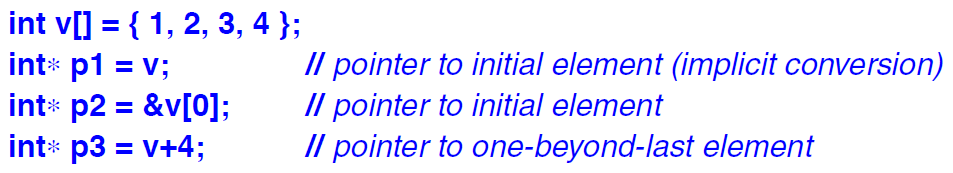 int v[] = { 1, 2, 3, 4 };
int∗ p1 = v; // pointer to initial element (implicit conversion)
int∗ p2 = &v[0]; // pointer to initial element
int∗ p3 = v+4; // pointer to one-beyond-last element